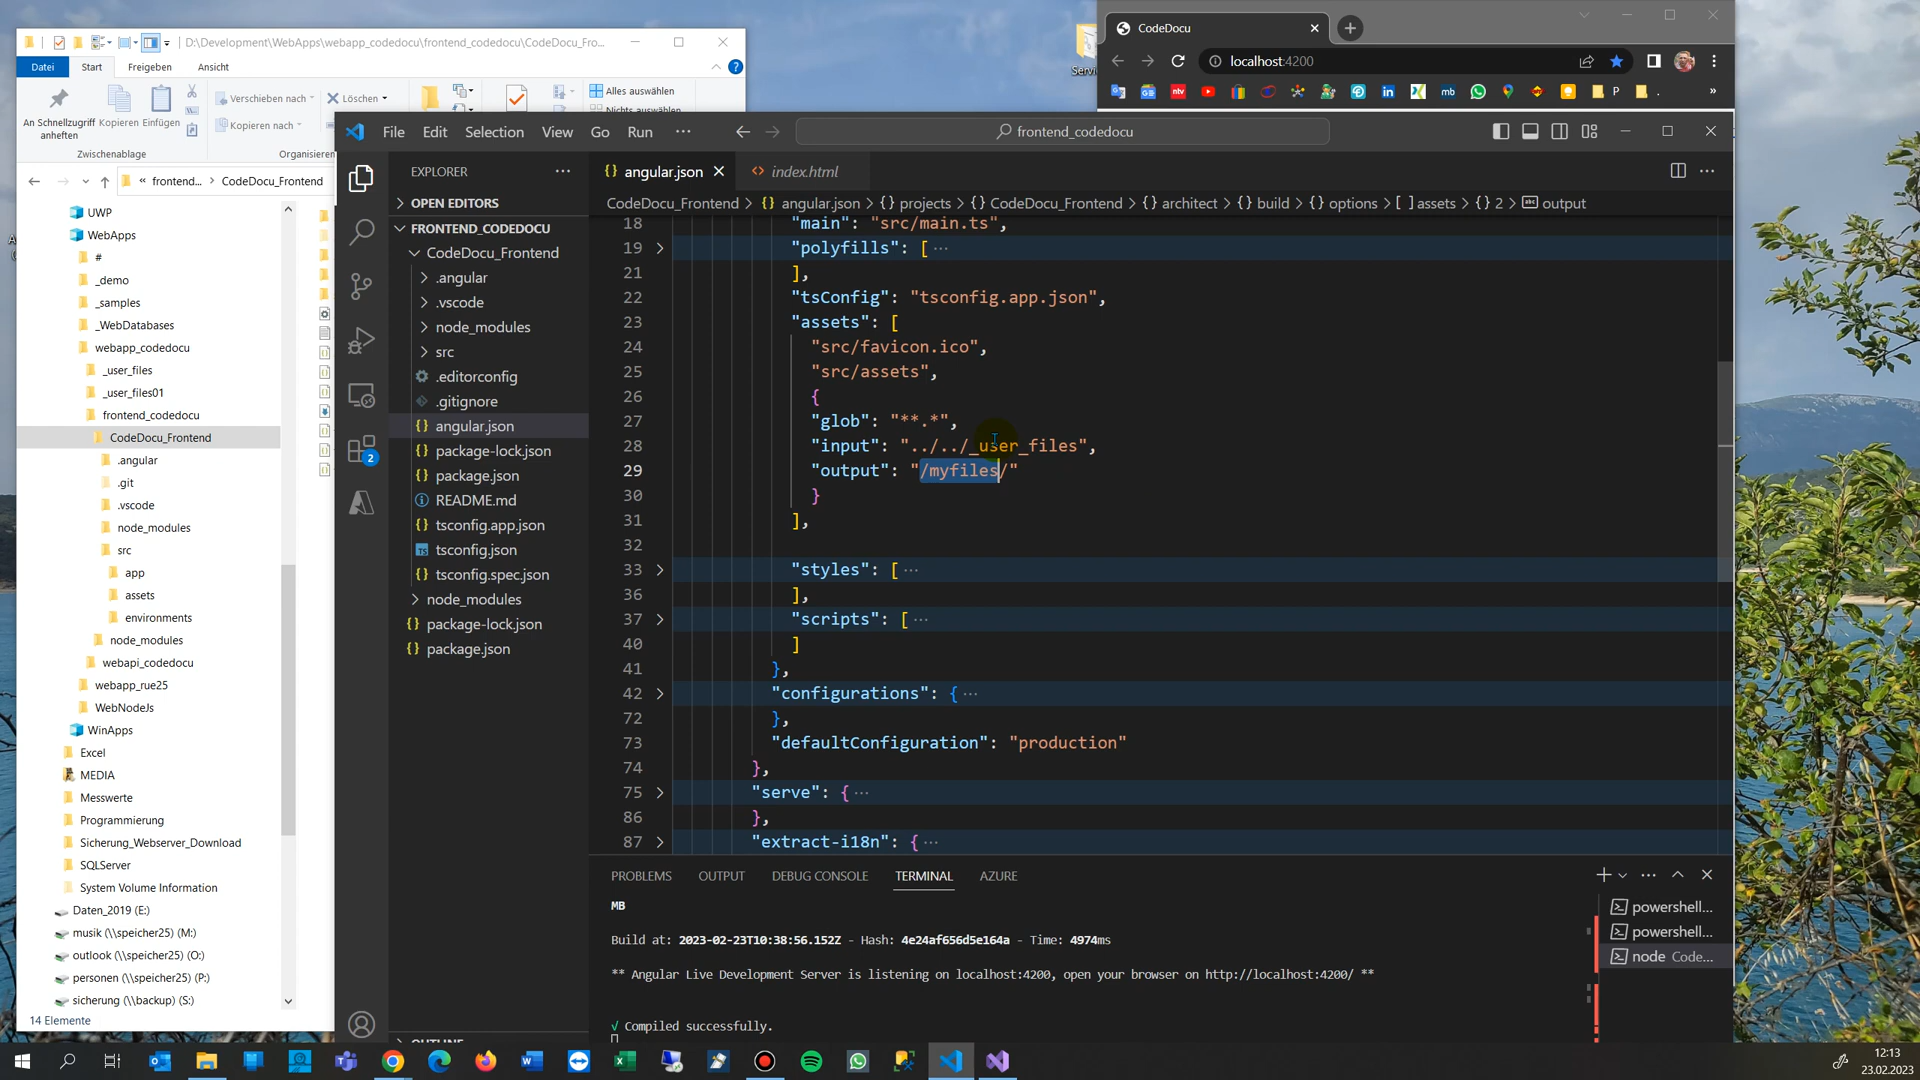 D:\Development\WebApps\webapp_codedocu\frontend_codedocu\CodeDocu_Fro...
Datei
Start
Freigeben
Ansicht
An Schnellzugriff
anheften
Kopieren
Einfügen
Zwischenablage
Verschieben nach
Kopieren nach
Löschen
Organisieren
Alles auswählen
Nichts auswählen
« frontend... > CodeDocu_Frontend
UWP
WebApps
#
_demo
_samples
_WebDatabases
webapp_codedocu
_user_files
_user_files01
frontend_codedocu
CodeDocu_Frontend
.angular
.git
.vscode
node_modules
src
app
assets
environments
node_modules
webapi_codedocu
webapp_rue25
WebNodeJs
WinApps
Excel
MEDIA
Messwerte
Programmierung
Sicherung_Webserver_Download
SQLServer
System Volume Information
Daten_2019 (E:)
musik (\\speicher25) (M:)
outlook (\\speicher25) (O:)
personen (\\speicher25) (P:)
sicherung (\\backup) (S:)
14 Elemente
CodeDocu
localhost:4200
ntv
mb
P
.
»
File Edit Selection View Go Run ···
frontend_codedocu
EXPLORER
OPEN EDITORS
FRONTEND_CODEDOCU
CodeDocu_Frontend
.angular
.vscode
node_modules
src
.editorconfig
.gitignore
angular.json
package-lock.json
package.json
README.md
tsconfig.app.json
tsconfig.json
tsconfig.spec.json
node_modules
package-lock.json
package.json
OUTLINE
2
angular.json
index.html
CodeDocu_Frontend > {} angular.json > {} projects > {} CodeDocu_Frontend > {} architect > {} build > {} options > [ ] assets > {} 2 > abc output
18 "main": "src/main.ts",
19 "polyfills": [ ···
21 ],
22 "tsConfig": "tsconfig.app.json",
23 "assets": [
24 "src/favicon.ico",
25 "src/assets",
26 {
27 "glob": "**.*",
28 "input": "../../_user_files",
29 "output": "/myfiles/"
30 }
31 ],
32
33 "styles": [ ···
36 ],
37 "scripts": [ ···
40 ]
41 },
42 "configurations": { ···
72 },
73 "defaultConfiguration": "production"
74 },
75 "serve": { ···
86 },
87 "extract-i18n": { ···
PROBLEMS OUTPUT DEBUG CONSOLE TERMINAL AZURE
MB
Build at: 2023-02-23T10:38:56.152Z - Hash: 4e24af656d5e164a - Time: 4974ms
** Angular Live Development Server is listening on localhost:4200, open your browser on http://localhost:4200/ **
√ Compiled successfully.
powershell...
powershell...
node Code...
12:13
23.02.2023